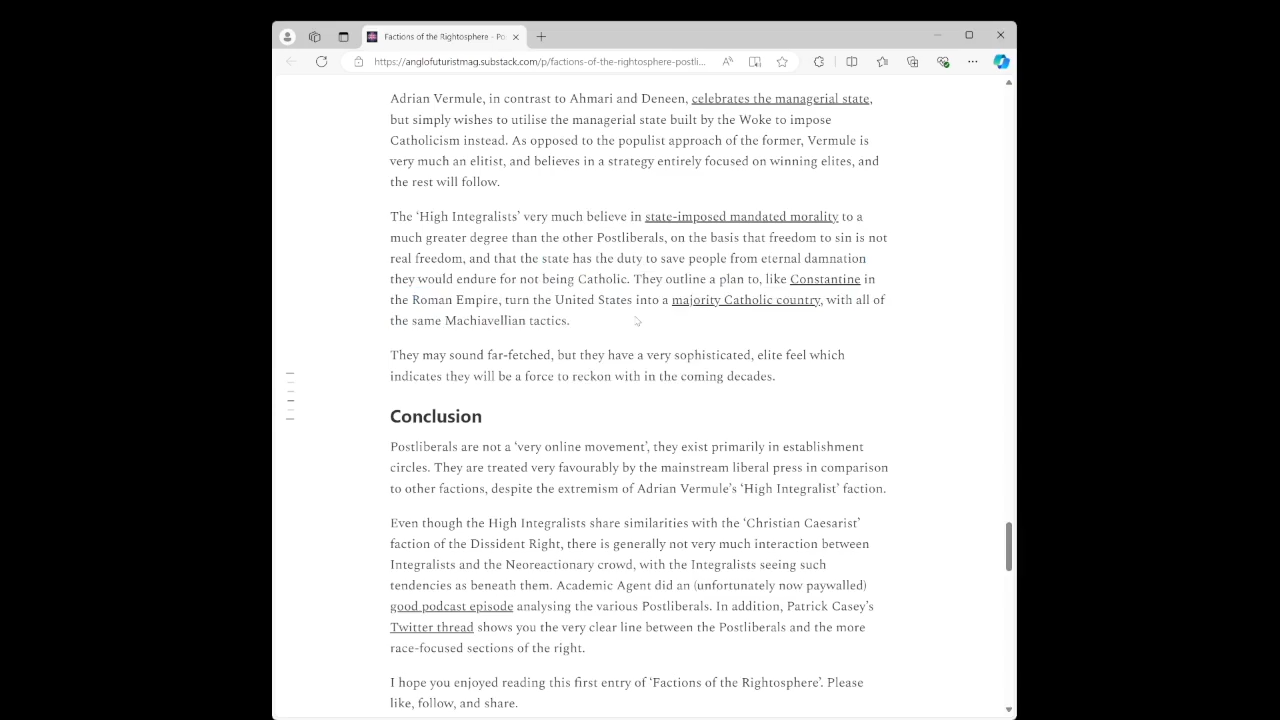 Factions of the Rightosphere - Po
https://anglofuturistmag.substack.com/p/factions-of-the-rightosphere-postli...
Adrian Vermule, in contrast to Ahmari and Deneen, celebrates the managerial state,
but simply wishes to utilise the managerial state built by the Woke to impose
Catholicism instead. As opposed to the populist approach of the former, Vermule is
very much an elitist, and believes in a strategy entirely focused on winning elites, and
the rest will follow.
The ‘High Integralists’ very much believe in state-imposed mandated morality to a
much greater degree than the other Postliberals, on the basis that freedom to sin is not
real freedom, and that the state has the duty to save people from eternal damnation
they would endure for not being Catholic. They outline a plan to, like Constantine in
the Roman Empire, turn the United States into a majority Catholic country, with all of
the same Machiavellian tactics.
They may sound far-fetched, but they have a very sophisticated, elite feel which
indicates they will be a force to reckon with in the coming decades.
Conclusion
Postliberals are not a ‘very online movement’, they exist primarily in establishment
circles. They are treated very favourably by the mainstream liberal press in comparison
to other factions, despite the extremism of Adrian Vermule’s ‘High Integralist’ faction.
Even though the High Integralists share similarities with the ‘Christian Caesarist’
faction of the Dissident Right, there is generally not very much interaction between
Integralists and the Neoreactionary crowd, with the Integralists seeing such
tendencies as beneath them. Academic Agent did an (unfortunately now paywalled)
good podcast episode analysing the various Postliberals. In addition, Patrick Casey’s
Twitter thread shows you the very clear line between the Postliberals and the more
race-focused sections of the right.
I hope you enjoyed reading this first entry of ‘Factions of the Rightosphere’. Please
like, follow, and share.